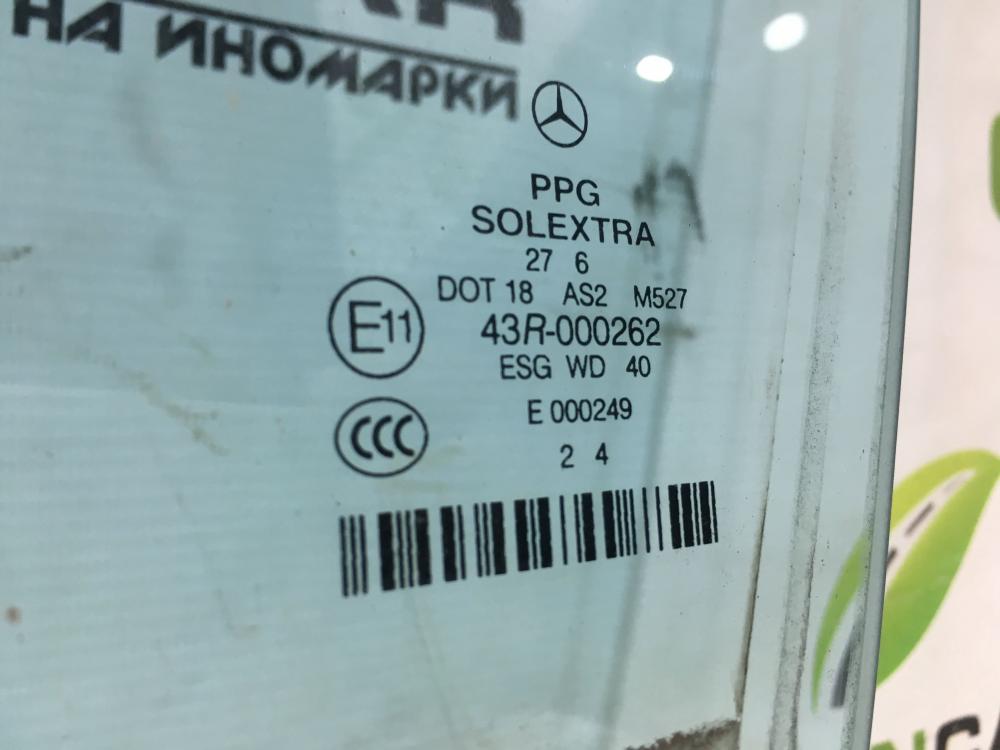 НА ИНОМАРКИ
PPG
SOLEXTRA
27 6
DOT 18 AS2 M527
E11
43R-000262
ESG WD 40
CCC
E 000249
2 4